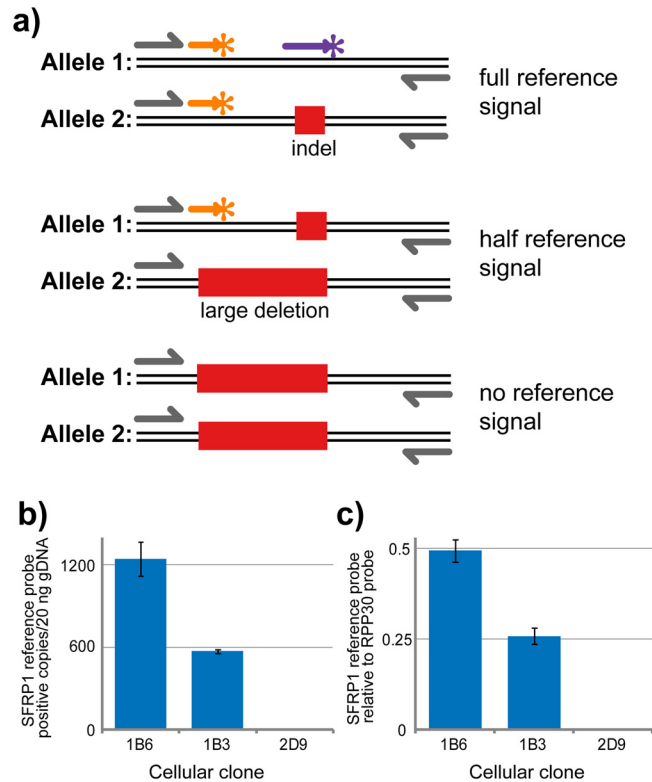 a)
Allele 1:
full reference
signal
Allele 2:
indel
Allele 1:
half reference
signal
Allele 2:
large deletion
Allele 1:
no reference
signal
Allele 2:
b)
SFRP1 reference probe
positive copies/20 ng gDNA
1200
600
0
1B6 1B3 2D9
Cellular clone
c)
SFRP1 reference probe
relative to RPP30 probe
0.5
0.25
0
1B6 1B3 2D9
Cellular clone